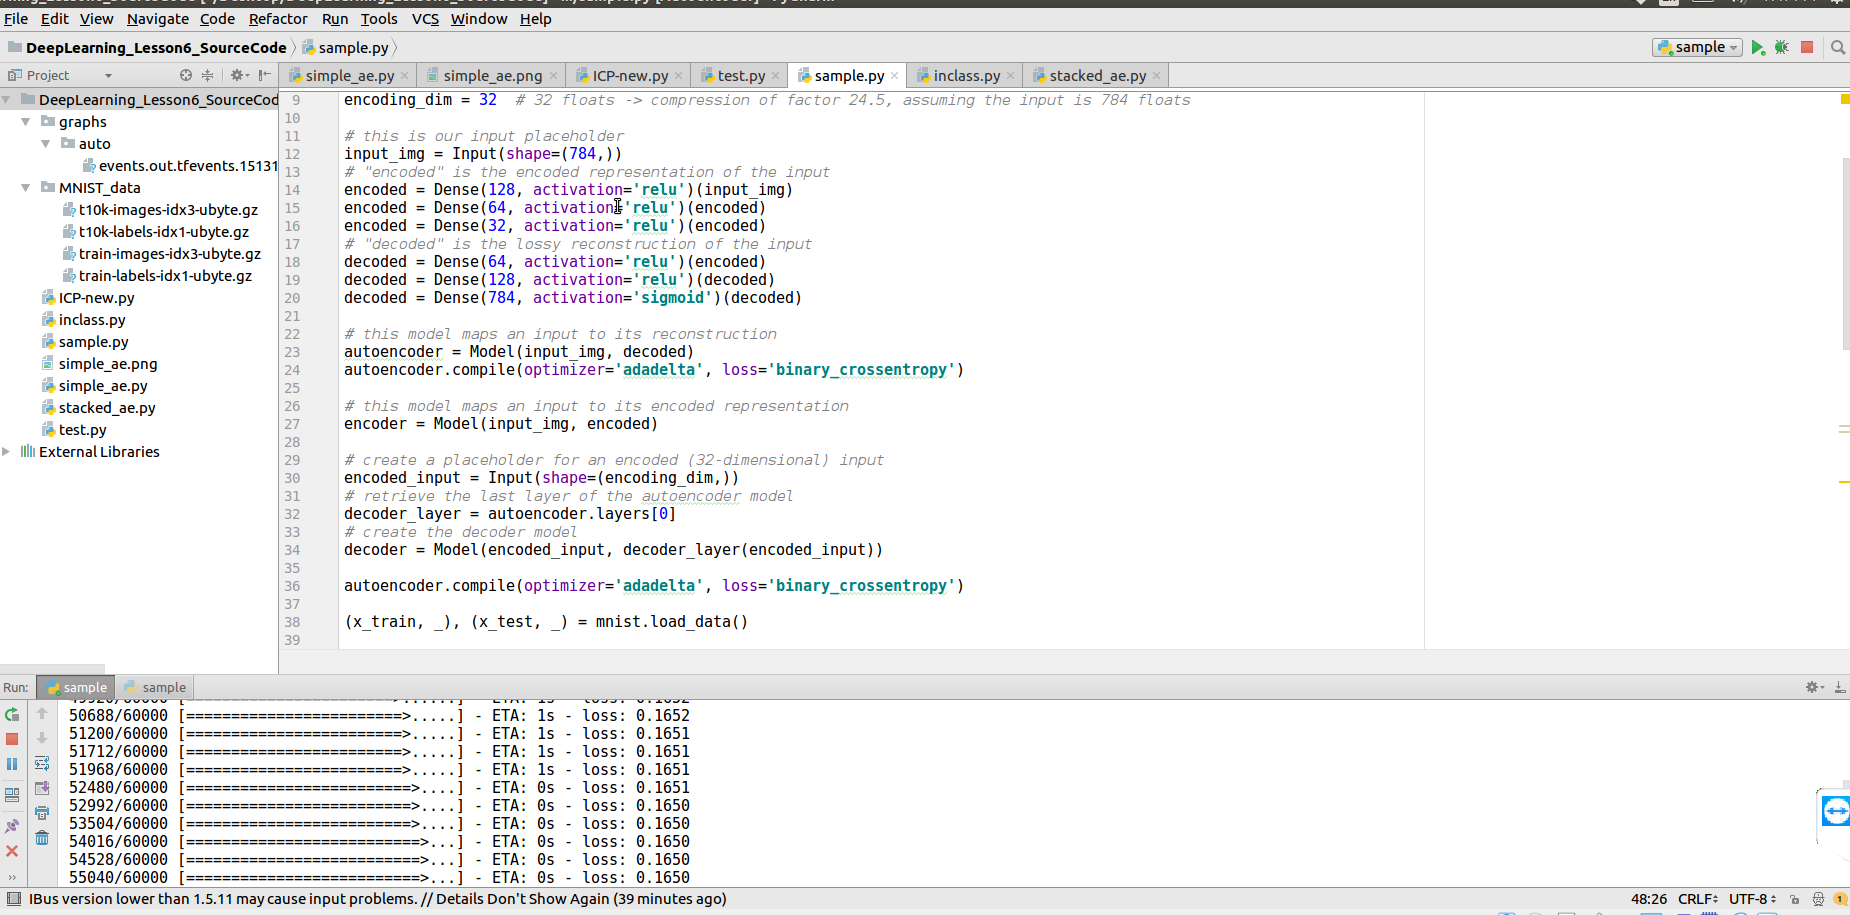 File Edit View Navigate Code Refactor Run Tools VCS Window Help
DeepLearning_Lesson6_SourceCode sample.py sample
Project simple_ae.py simple_ae.png ICP-new.py test.py sample.py inclass.py stacked_ae.py
DeepLearning_Lesson6_SourceCod
graphs
auto
events.out.tfevents.15131
MNIST_data
t10k-images-idx3-ubyte.gz
t10k-labels-idx1-ubyte.gz
train-images-idx3-ubyte.gz
train-labels-idx1-ubyte.gz
ICP-new.py
inclass.py
sample.py
simple_ae.png
simple_ae.py
stacked_ae.py
test.py
External Libraries
9 encoding_dim = 32  # 32 floats -> compression of factor 24.5, assuming the input is 784 floats
10
11 # this is our input placeholder
12 input_img = Input(shape=(784,))
13 # "encoded" is the encoded representation of the input
14 encoded = Dense(128, activation='relu')(input_img)
15 encoded = Dense(64, activation='relu')(encoded)
16 encoded = Dense(32, activation='relu')(encoded)
17 # "decoded" is the lossy reconstruction of the input
18 decoded = Dense(64, activation='relu')(encoded)
19 decoded = Dense(128, activation='relu')(decoded)
20 decoded = Dense(784, activation='sigmoid')(decoded)
21
22 # this model maps an input to its reconstruction
23 autoencoder = Model(input_img, decoded)
24 autoencoder.compile(optimizer='adadelta', loss='binary_crossentropy')
25
26 # this model maps an input to its encoded representation
27 encoder = Model(input_img, encoded)
28
29 # create a placeholder for an encoded (32-dimensional) input
30 encoded_input = Input(shape=(encoding_dim,))
31 # retrieve the last layer of the autoencoder model
32 decoder_layer = autoencoder.layers[0]
33 # create the decoder model
34 decoder = Model(encoded_input, decoder_layer(encoded_input))
35
36 autoencoder.compile(optimizer='adadelta', loss='binary_crossentropy')
37
38 (x_train, _), (x_test, _) = mnist.load_data()
39
Run: sample sample
50688/60000 [========================>.....] - ETA: 1s - loss: 0.1652
51200/60000 [========================>.....] - ETA: 1s - loss: 0.1651
51712/60000 [========================>.....] - ETA: 1s - loss: 0.1651
51968/60000 [========================>.....] - ETA: 1s - loss: 0.1651
52480/60000 [=========================>....] - ETA: 0s - loss: 0.1651
52992/60000 [=========================>....] - ETA: 0s - loss: 0.1650
53504/60000 [=========================>....] - ETA: 0s - loss: 0.1650
54016/60000 [==========================>...] - ETA: 0s - loss: 0.1650
54528/60000 [==========================>...] - ETA: 0s - loss: 0.1650
55040/60000 [==========================>...] - ETA: 0s - loss: 0.1650
IBus version lower than 1.5.11 may cause input problems. // Details Don't Show Again (39 minutes ago) 48:26 CRLF UTF-8 1